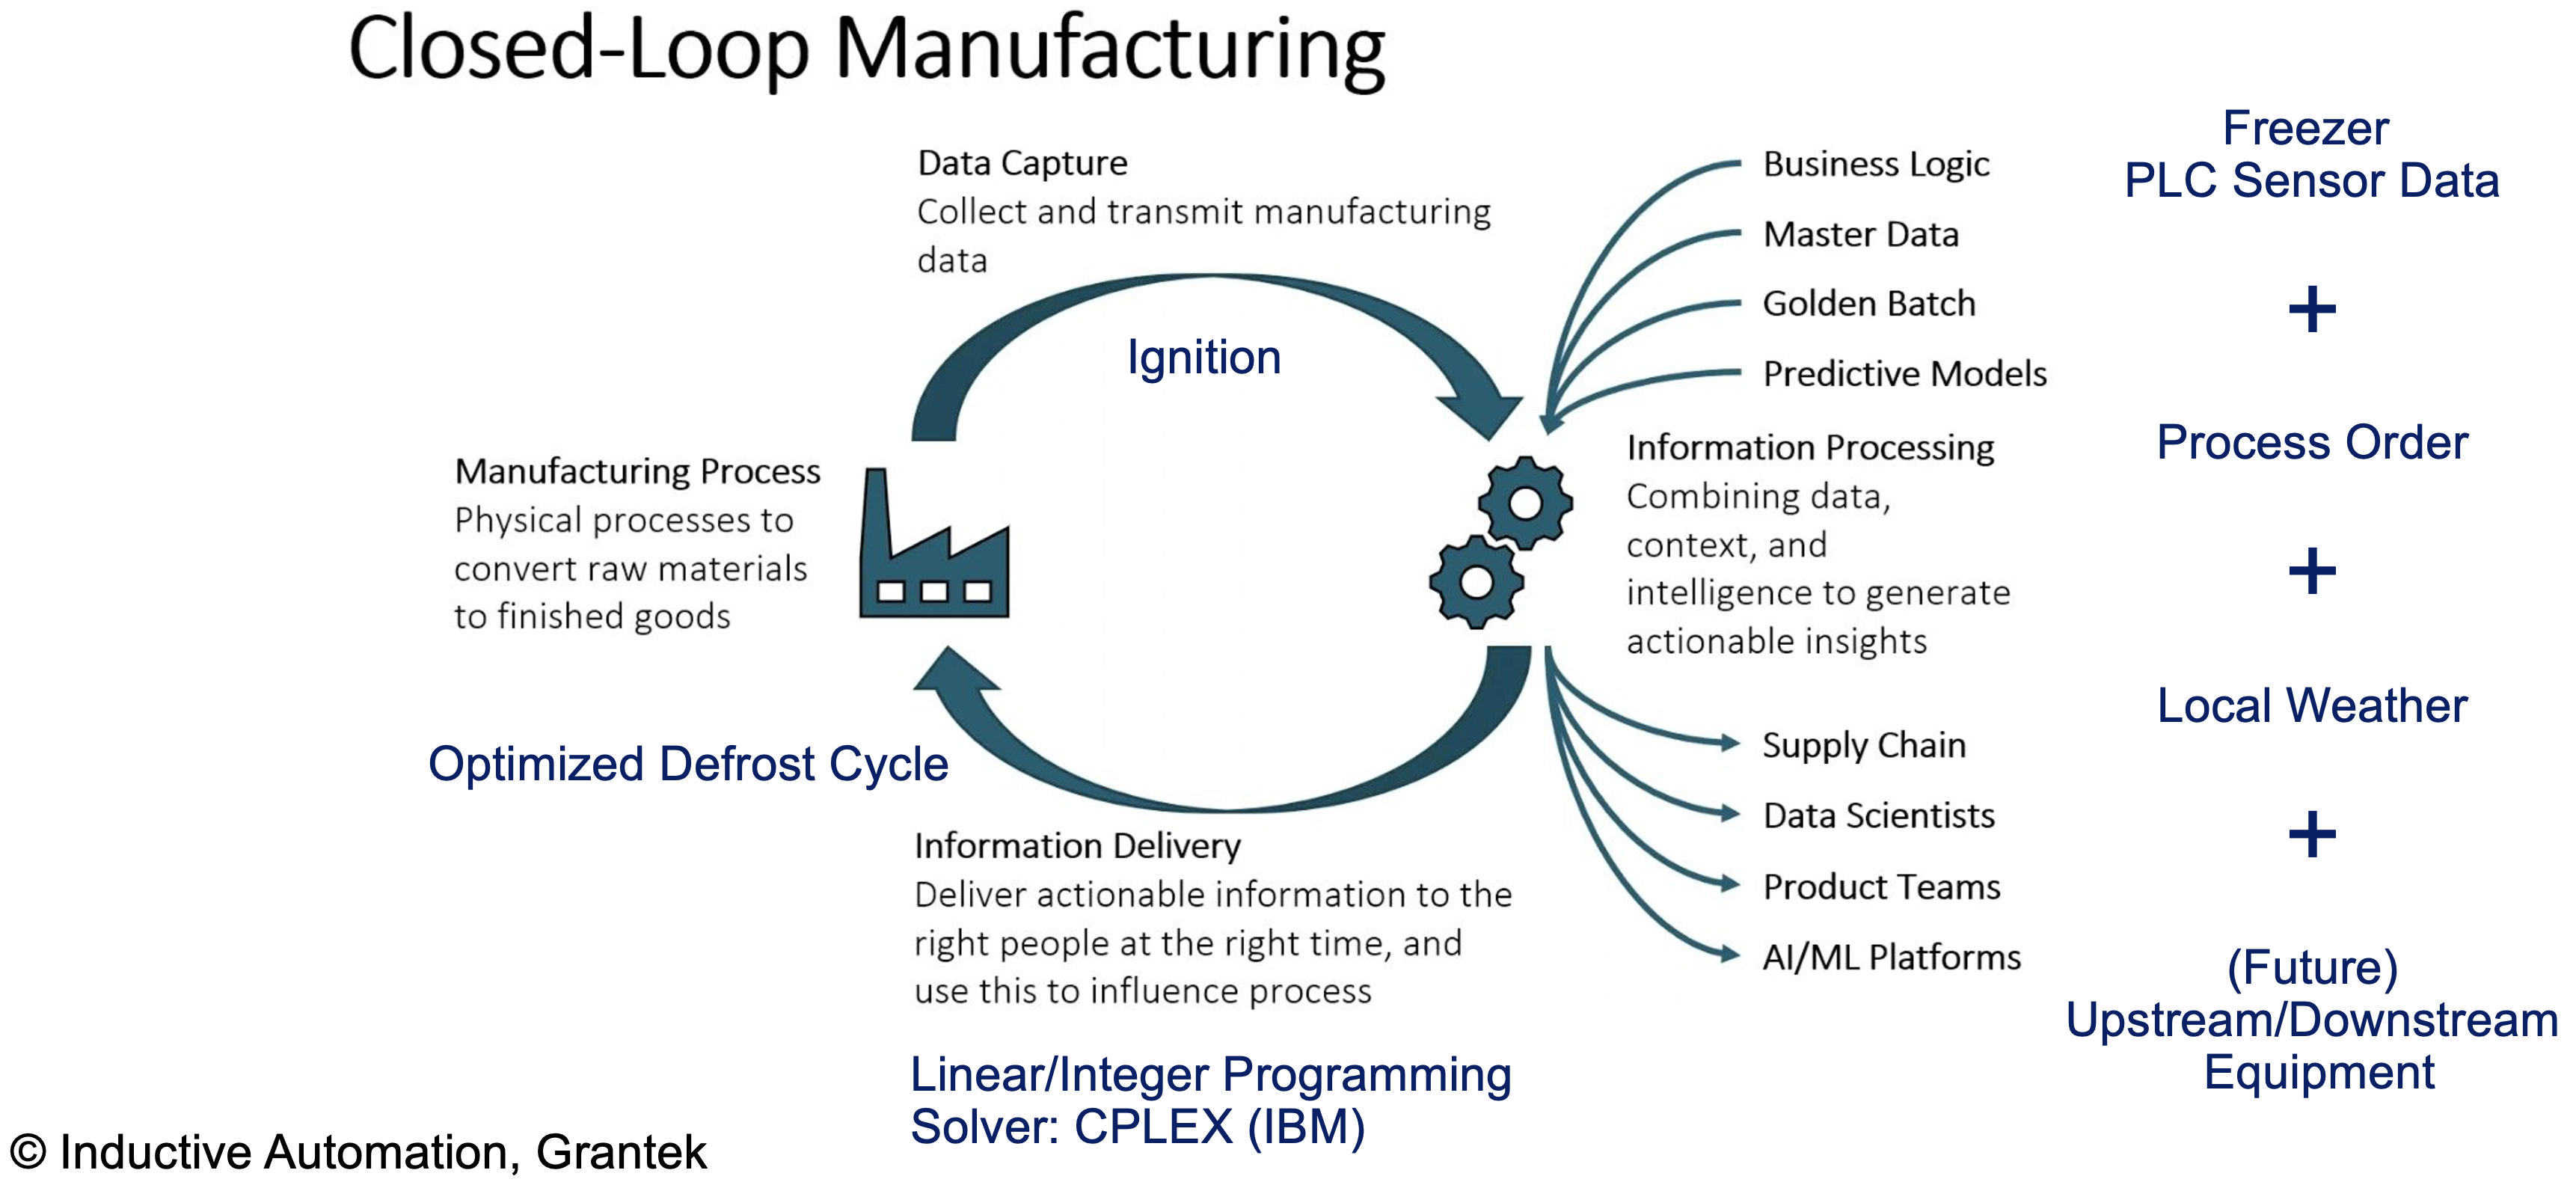 Closed-Loop Manufacturing
Data Capture
Collect and transmit manufacturing
data
Ignition
Business Logic
Master Data
Golden Batch
Predictive Models
Freezer
PLC Sensor Data
+
Process Order
+
Local Weather
+
(Future)
Upstream/Downstream
Equipment
Manufacturing Process
Physical processes to
convert raw materials
to finished goods
Information Processing
Combining data,
context, and
intelligence to generate
actionable insights
Supply Chain
Data Scientists
Product Teams
AI/ML Platforms
Optimized Defrost Cycle
Information Delivery
Deliver actionable information to the
right people at the right time, and
use this to influence process
Linear/Integer Programming
Solver: CPLEX (IBM)
© Inductive Automation, Grantek